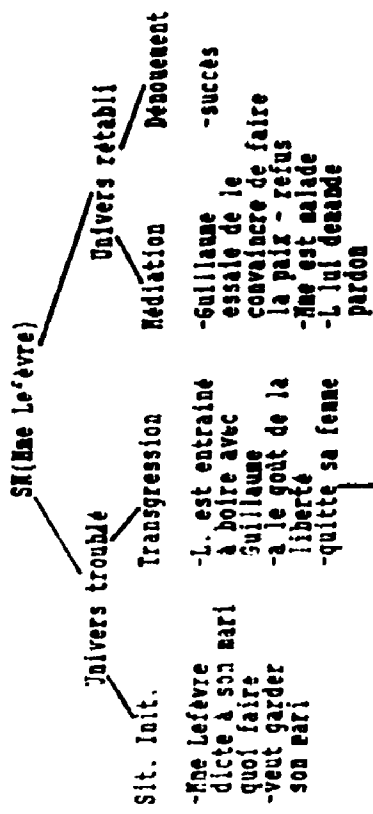 SN(Mme Lefèvre)
Univers troublé
Univers rétabli
Sit. Init.
Transgression
Médiation
Dénouement
-Mme Lefèvre
dicte à son mari
quoi faire
-veut garder
son mari
-L. est entrainé
à boire avec
Guillaume
-a le goût de la
liberté
-quitte sa femme
-Guillaume
essaie de le
convaincre de faire
la paix - refus
-Mme est malade
-L lui demande
pardon
-succès